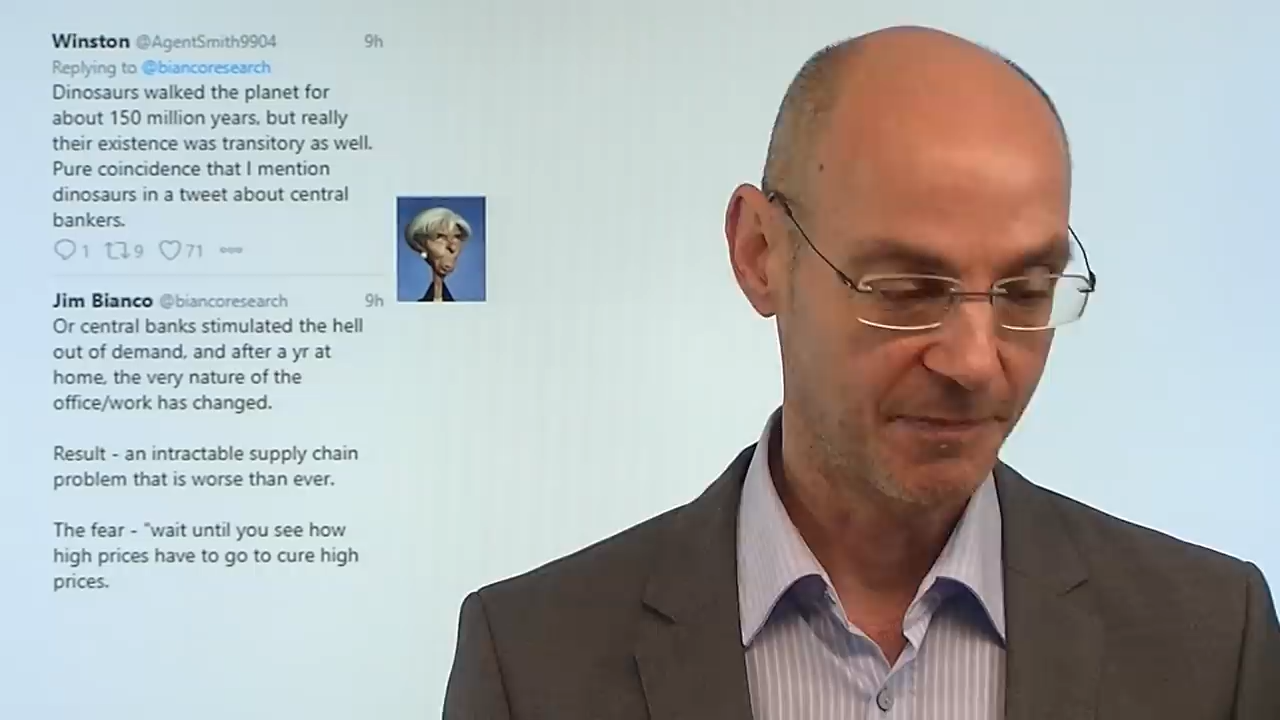 Winston @AgentSmith9904 9h
Replying to @biancoresearch
Dinosaurs walked the planet for
about 150 million years, but really
their existence was transitory as well.
Pure coincidence that I mention
dinosaurs in a tweet about central
bankers.
1 9 71
Jim Bianco @biancoresearch 9h
Or central banks stimulated the hell
out of demand, and after a yr at
home, the very nature of the
office/work has changed.
Result - an intractable supply chain
problem that is worse than ever.
The fear - "wait until you see how
high prices have to go to cure high
prices.